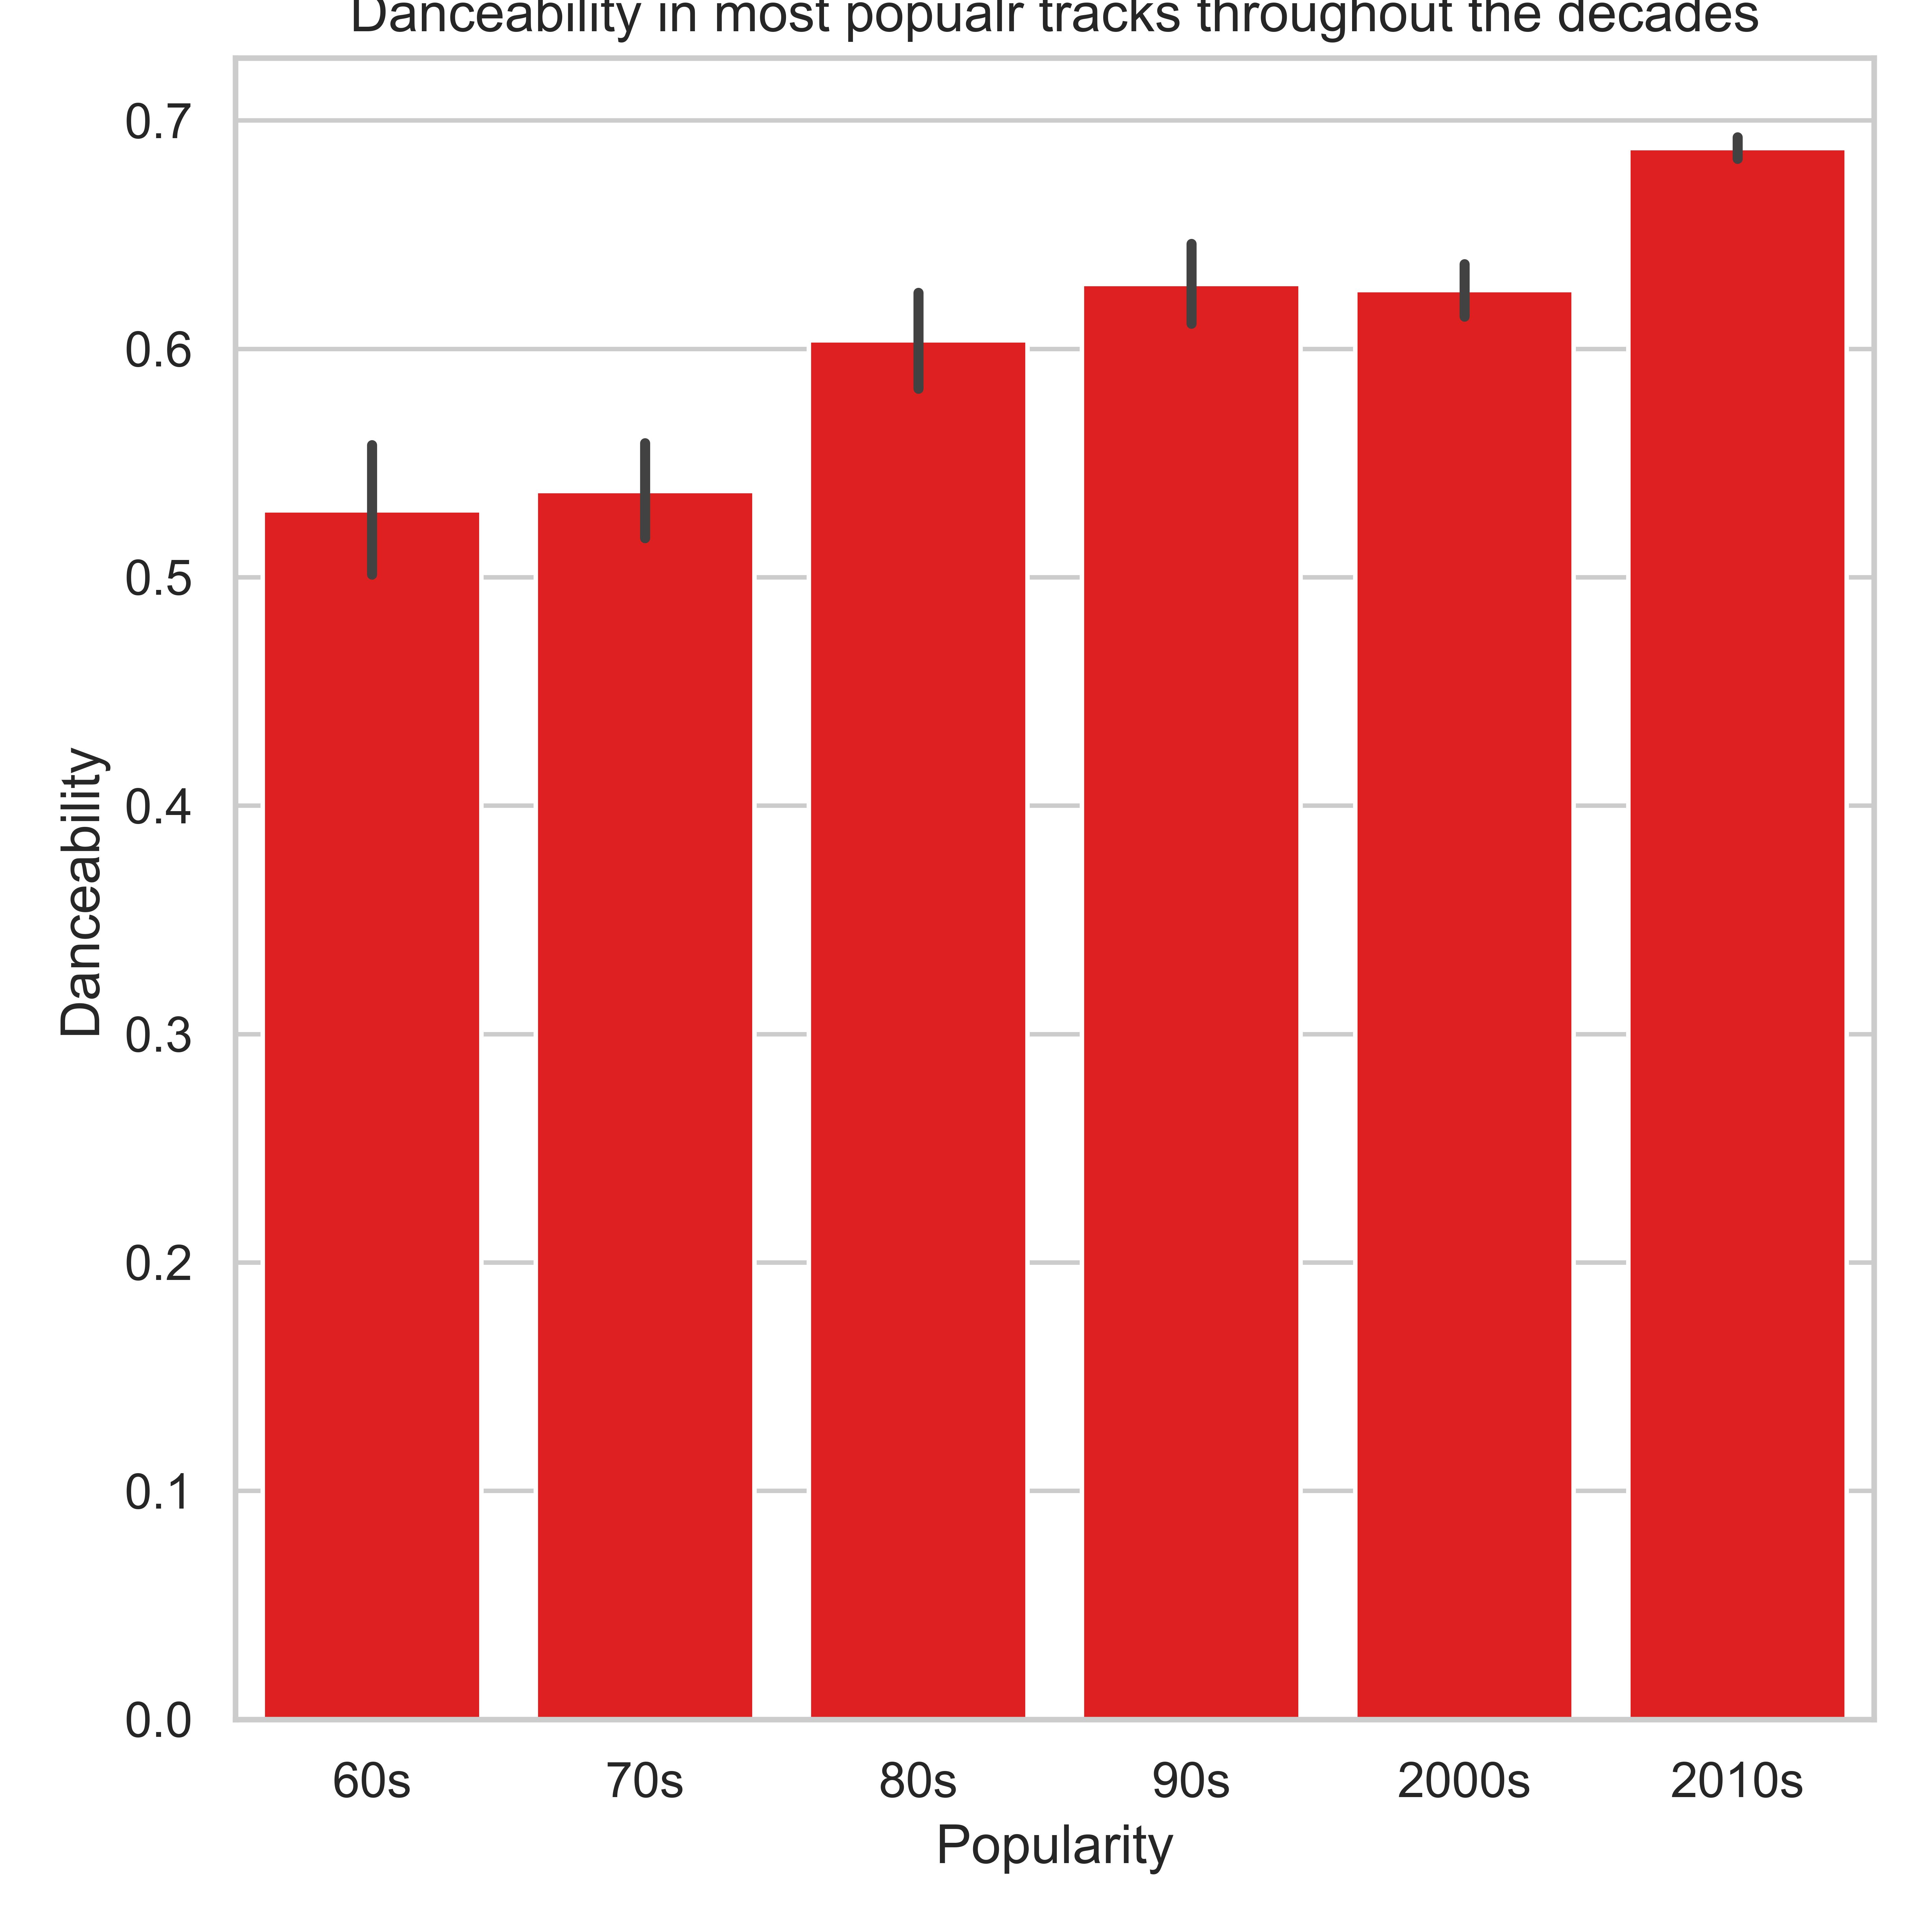 Danceability in most popualr tracks throughout the decades
0.7
0.6
0.5
0.4
0.3
0.2
0.1
0.0
Danceability
60s 70s 80s 90s 2000s 2010s
Popularity